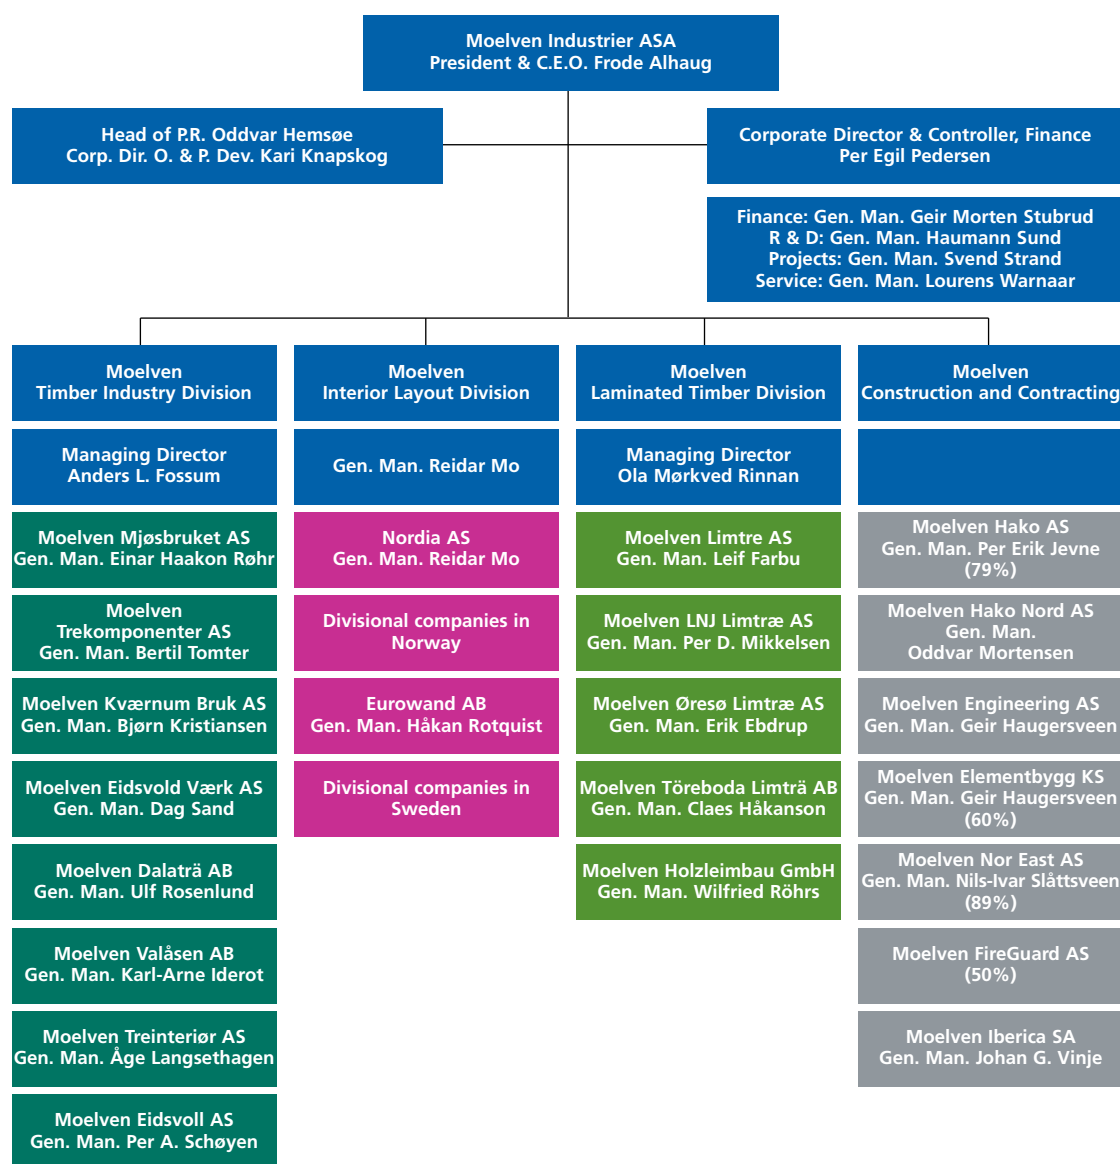 Moelven Industrier ASA
President & C.E.O. Frode Alhaug
Head of P.R. Oddvar Hemsøe
Corp. Dir. O. & P. Dev. Kari Knapskog
Corporate Director & Controller, Finance
Per Egil Pedersen
Finance: Gen. Man. Geir Morten Stubrud
R & D: Gen. Man. Haumann Sund
Projects: Gen. Man. Svend Strand
Service: Gen. Man. Lourens Warnaar
Moelven
Timber Industry Division
Managing Director
Anders L. Fossum
Moelven Mjøsbruket AS
Gen. Man. Einar Haakon Røhr
Moelven
Trekomponenter AS
Gen. Man. Bertil Tomter
Moelven Kværnum Bruk AS
Gen. Man. Bjørn Kristiansen
Moelven Eidsvold Værk AS
Gen. Man. Dag Sand
Moelven Dalaträ AB
Gen. Man. Ulf Rosenlund
Moelven Valåsen AB
Gen. Man. Karl-Arne Iderot
Moelven Treinteriør AS
Gen. Man. Åge Langsethagen
Moelven Eidsvoll AS
Gen. Man. Per A. Schøyen
Moelven
Interior Layout Division
Gen. Man. Reidar Mo
Nordia AS
Gen. Man. Reidar Mo
Divisional companies in
Norway
Eurowand AB
Gen. Man. Håkan Rotquist
Divisional companies in
Sweden
Moelven
Laminated Timber Division
Managing Director
Ola Mørkved Rinnan
Moelven Limtre AS
Gen. Man. Leif Farbu
Moelven LNJ Limtræ AS
Gen. Man. Per D. Mikkelsen
Moelven Øresø Limtræ AS
Gen. Man. Erik Ebdrup
Moelven Töreboda Limträ AB
Gen. Man. Claes Håkanson
Moelven Holzleimbau GmbH
Gen. Man. Wilfried Röhrs
Moelven
Construction and Contracting
Moelven Hako AS
Gen. Man. Per Erik Jevne
(79%)
Moelven Hako Nord AS
Gen. Man.
Oddvar Mortensen
Moelven Engineering AS
Gen. Man. Geir Haugersveen
Moelven Elementbygg KS
Gen. Man. Geir Haugersveen
(60%)
Moelven Nor East AS
Gen. Man. Nils-Ivar Slåttsveen
(89%)
Moelven FireGuard AS
(50%)
Moelven Iberica SA
Gen. Man. Johan G. Vinje